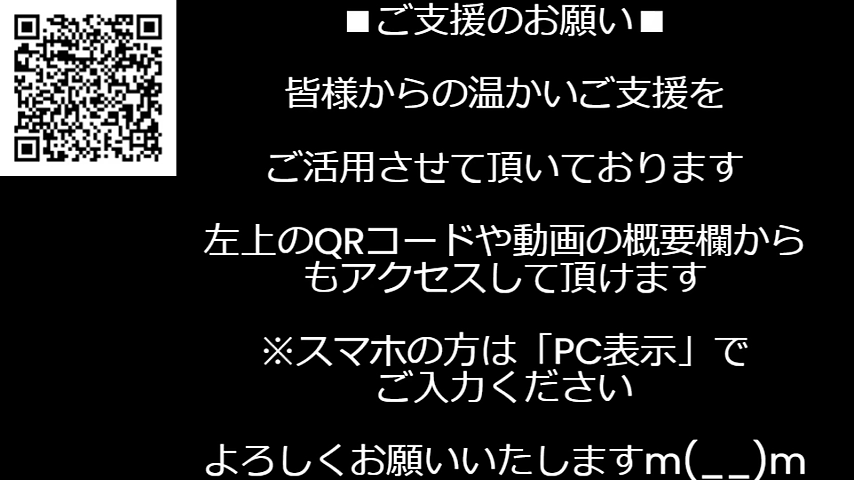 ■ご支援のお願い■
皆様からの温かいご支援を
ご活用させて頂いております
左上のQRコードや動画の概要欄から
もアクセスして頂けます
※スマホの方は「PC表示」で
ご入力ください
よろしくお願いいたしますm(__)m